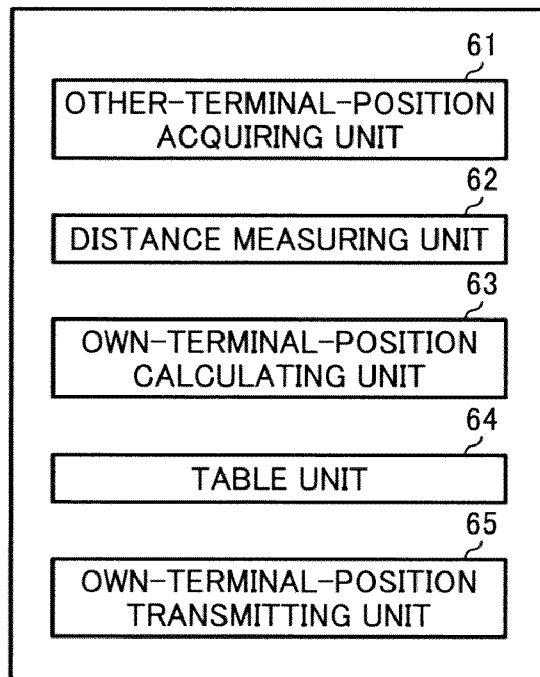 61
OTHER-TERMINAL-POSITION
ACQUIRING UNIT
62
DISTANCE MEASURING UNIT
63
OWN-TERMINAL-POSITION
CALCULATING UNIT
64
TABLE UNIT
65
OWN-TERMINAL-POSITION
TRANSMITTING UNIT